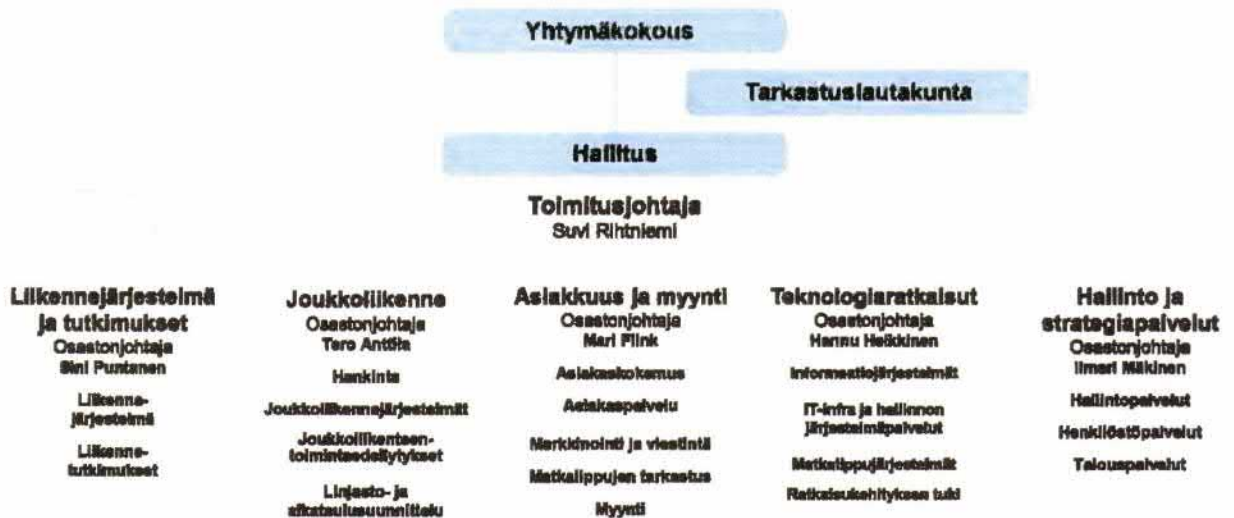 Yhtymäkokous
Tarkastuslautakunta
Hallitus
Toimitusjohtaja
Suvi Rihtniemi
Liikennejärjestelmä
ja tutkimukset
Osastonjohtaja
Sini Puntanen
Liikenne-
järjestelmä
Liikenne-
tutkimukset
Joukkoliikenne
Osastonjohtaja
Tero Anttila
Hankinta
Joukkoliikennejärjestelmät
Joukkoliikenteen-
toimintaedellytykset
Linjasto- ja
aikataulusuunnittelu
Asiakkuus ja myynti
Osastonjohtaja
Mari Flink
Asiakaskokemus
Asiakaspalvelu
Markkinointi ja viestintä
Matkalippujen tarkastus
Myynti
Teknologiaratkaisut
Osastonjohtaja
Hannu Heikkinen
Informaatiojärjestelmät
IT-infra ja hallinnon
järjestelmäpalvelut
Matkalippujärjestelmät
Ratkaisukehityksen tuki
Hallinto ja
strategiapalvelut
Osastonjohtaja
Ilmari Mäkinen
Hallintopalvelut
Henkilöstöpalvelut
Talouspalvelut